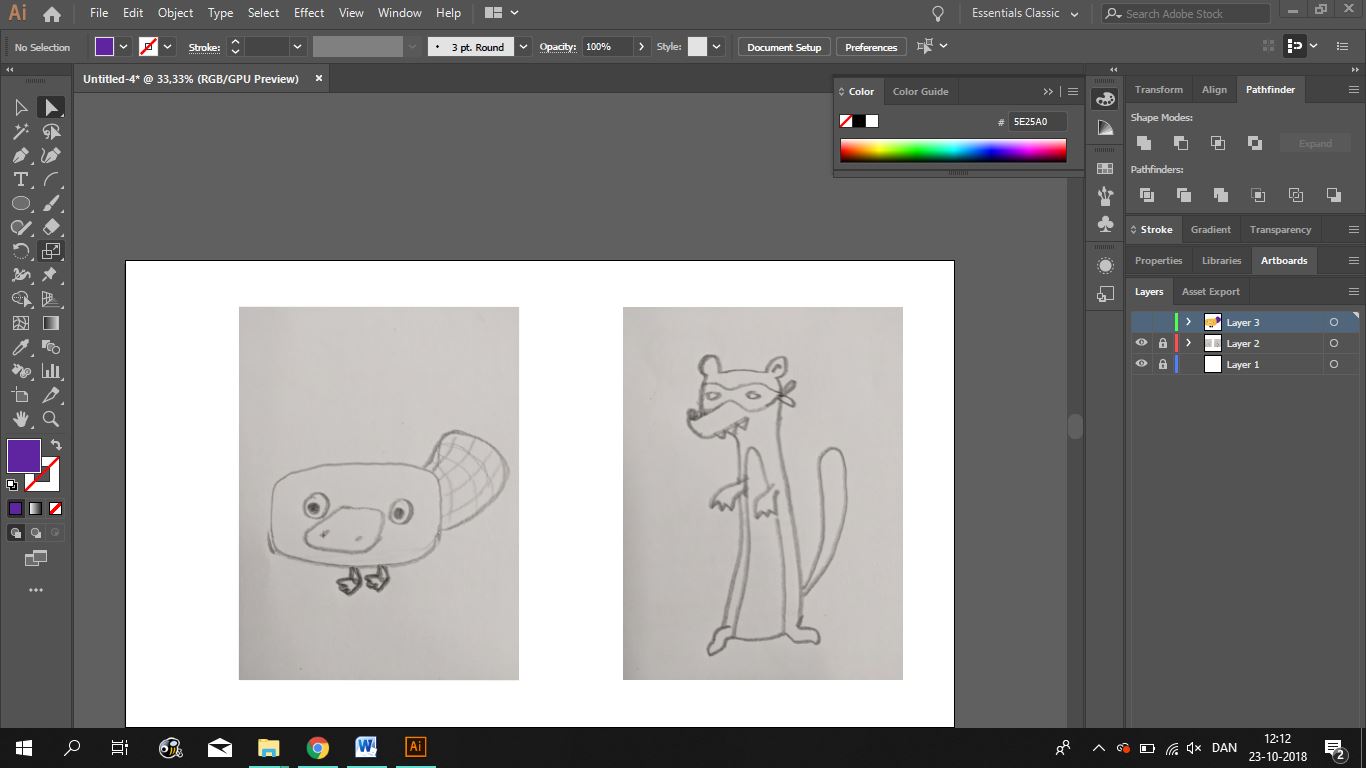 Ai File Edit Object Type Select Effect View Window Help Essentials Classic Search Adobe Stock
No Selection Stroke: 3 pt. Round Opacity: 100% Style: Document Setup Preferences
Untitled-4* @ 33,33% (RGB/GPU Preview) ×
Color Color Guide
# 5E25A0
Transform Align Pathfinder
Shape Modes:
Expand
Pathfinders:
Stroke Gradient Transparency
Properties Libraries Artboards
Layers Asset Export
Layer 3
Layer 2
Layer 1
W Ai DAN 12:12
23-10-2018 2